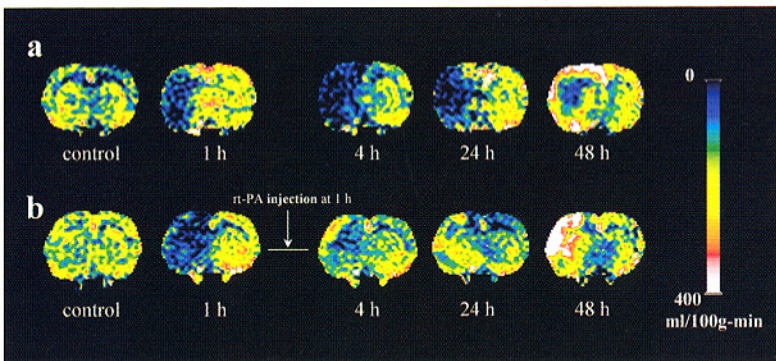 a
0
control
1 h
4 h
24 h
48 h
rt-PA injection at 1 h
b
control
1 h
4 h
24 h
48 h
400
ml/100g-min